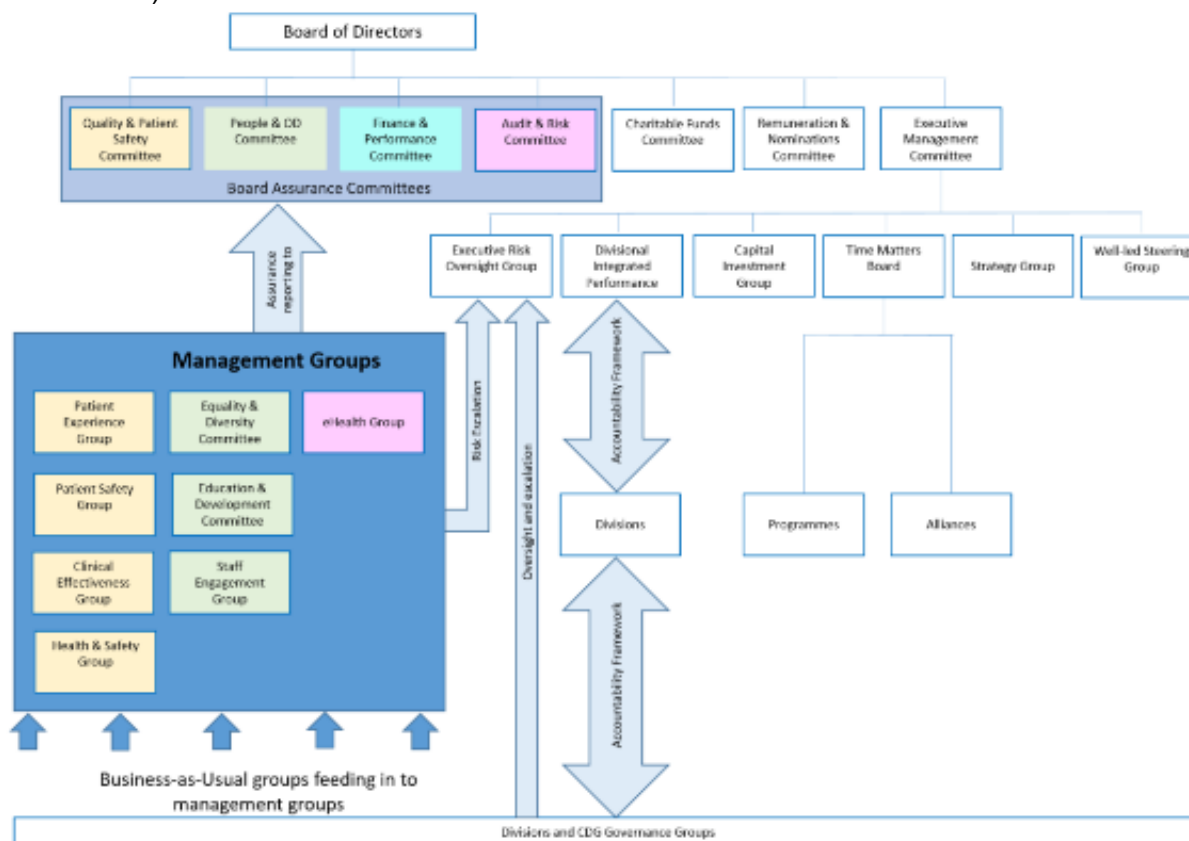 Board of Directors
Quality & Patient
Safety
Committee
People & OD
Committee
Finance &
Performance
Committee
Audit & Risk
Committee
Charitable Funds
Committee
Remuneration &
Nominations
Committee
Executive
Management
Committee
Board Assurance Committees
Assurance
reporting to
Executive Risk
Oversight Group
Divisional
Integrated
Performance
Capital
Investment
Group
Time Matters
Board
Strategy Group
Well-led Steering
Group
Management Groups
Patient
Experience
Group
Equality &
Diversity
Committee
eHealth Group
Patient Safety
Group
Education &
Development
Committee
Clinical
Effectiveness
Group
Staff
Engagement
Group
Health & Safety
Group
Risk Escalation
Oversight and escalation
Accountability Framework
Divisions
Programmes
Alliances
Accountability Framework
Business-as-Usual groups feeding in to
management groups
Divisions and CDG Governance Groups